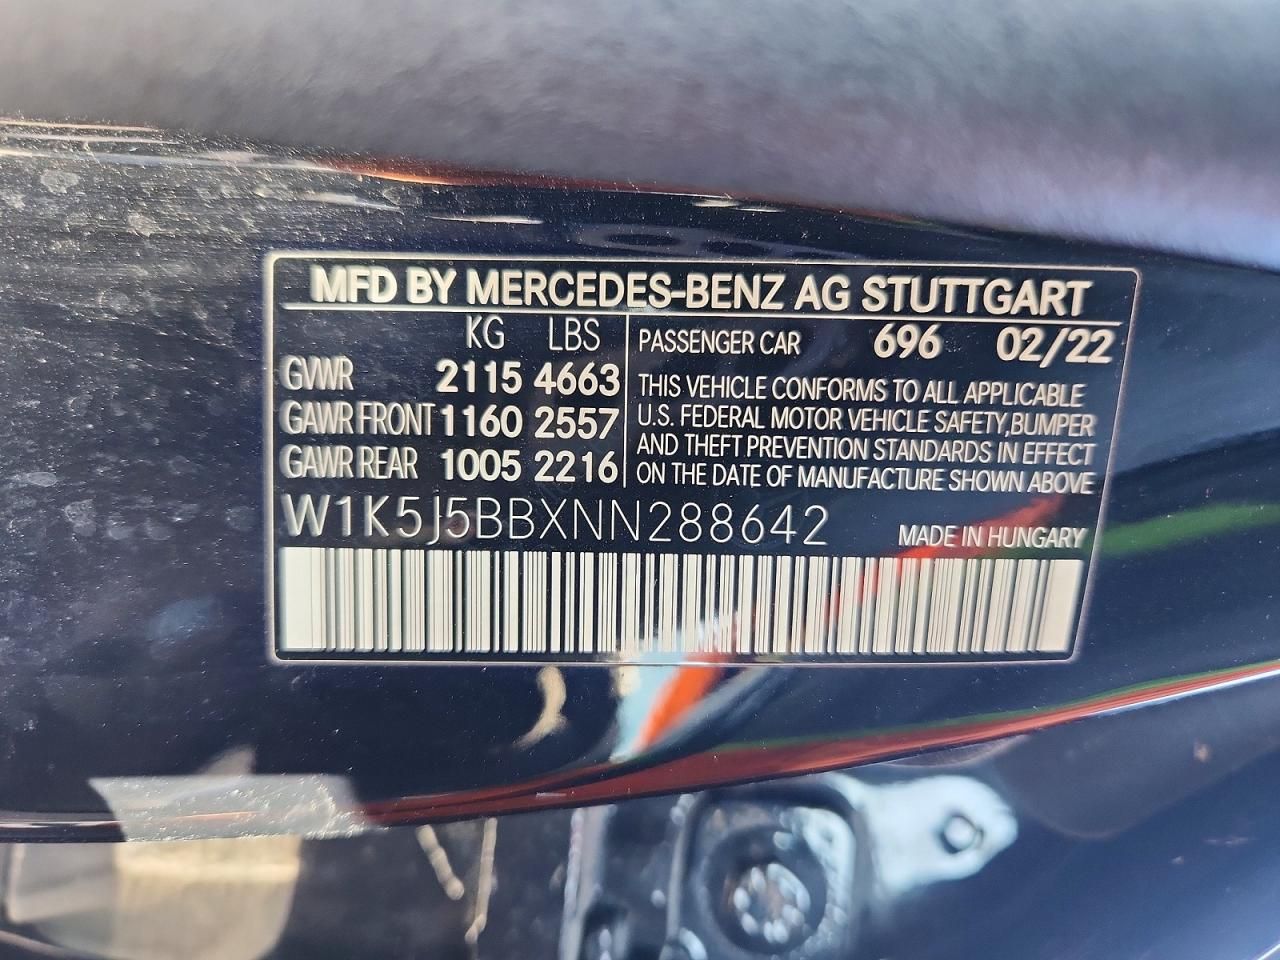 MFD BY MERCEDES-BENZ AG STUTTGART
KG LBS
GVWR 2115 4663
GAWR FRONT 1160 2557
GAWR REAR 1005 2216
PASSENGER CAR 696 02/22
THIS VEHICLE CONFORMS TO ALL APPLICABLE
U.S. FEDERAL MOTOR VEHICLE SAFETY, BUMPER
AND THEFT PREVENTION STANDARDS IN EFFECT
ON THE DATE OF MANUFACTURE SHOWN ABOVE
W1K5J5BBXNN288642
MADE IN HUNGARY